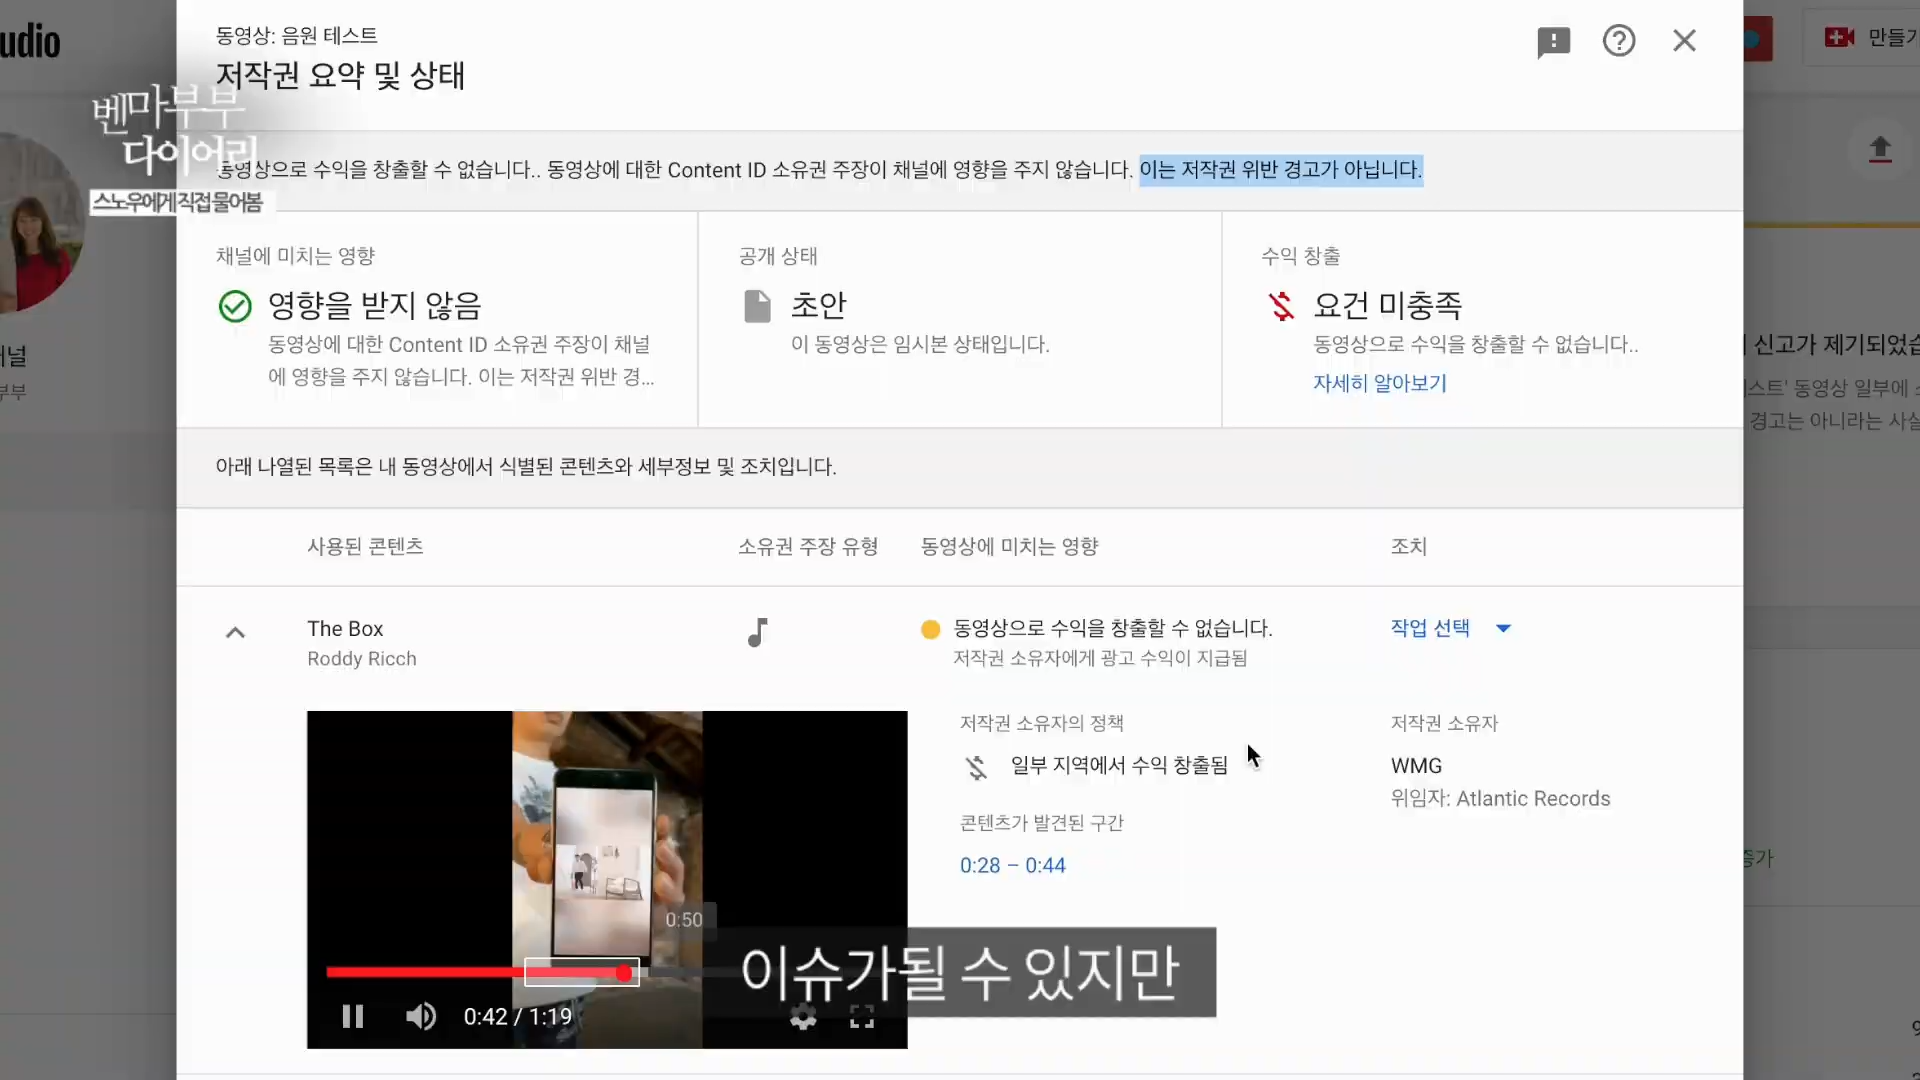 udio
동영상: 음원 테스트
저작권 요약 및 상태
만들기
벤마부부
다이어리
스노우에게 직접 물어봄
동영상으로 수익을 창출할 수 없습니다.. 동영상에 대한 Content ID 소유권 주장이 채널에 영향을 주지 않습니다. 이는 저작권 위반 경고가 아닙니다.
채널에 미치는 영향
영향을 받지 않음
동영상에 대한 Content ID 소유권 주장이 채널
에 영향을 주지 않습니다. 이는 저작권 위반 경...
공개 상태
초안
이 동영상은 임시본 상태입니다.
수익 창출
요건 미충족
동영상으로 수익을 창출할 수 없습니다..
자세히 알아보기
신고가 제기되었습
스트' 동영상 일부에
경고는 아니라는 사실
널
부부
아래 나열된 목록은 내 동영상에서 식별된 콘텐츠와 세부정보 및 조치입니다.
사용된 콘텐츠
소유권 주장 유형
동영상에 미치는 영향
조치
The Box
Roddy Ricch
동영상으로 수익을 창출할 수 없습니다.
저작권 소유자에게 광고 수익이 지급됨
작업 선택
저작권 소유자의 정책
일부 지역에서 수익 창출됨
콘텐츠가 발견된 구간
0:28 – 0:44
저작권 소유자
WMG
위임자: Atlantic Records
증가
0:50
0:42 / 1:19
이슈가될 수 있지만